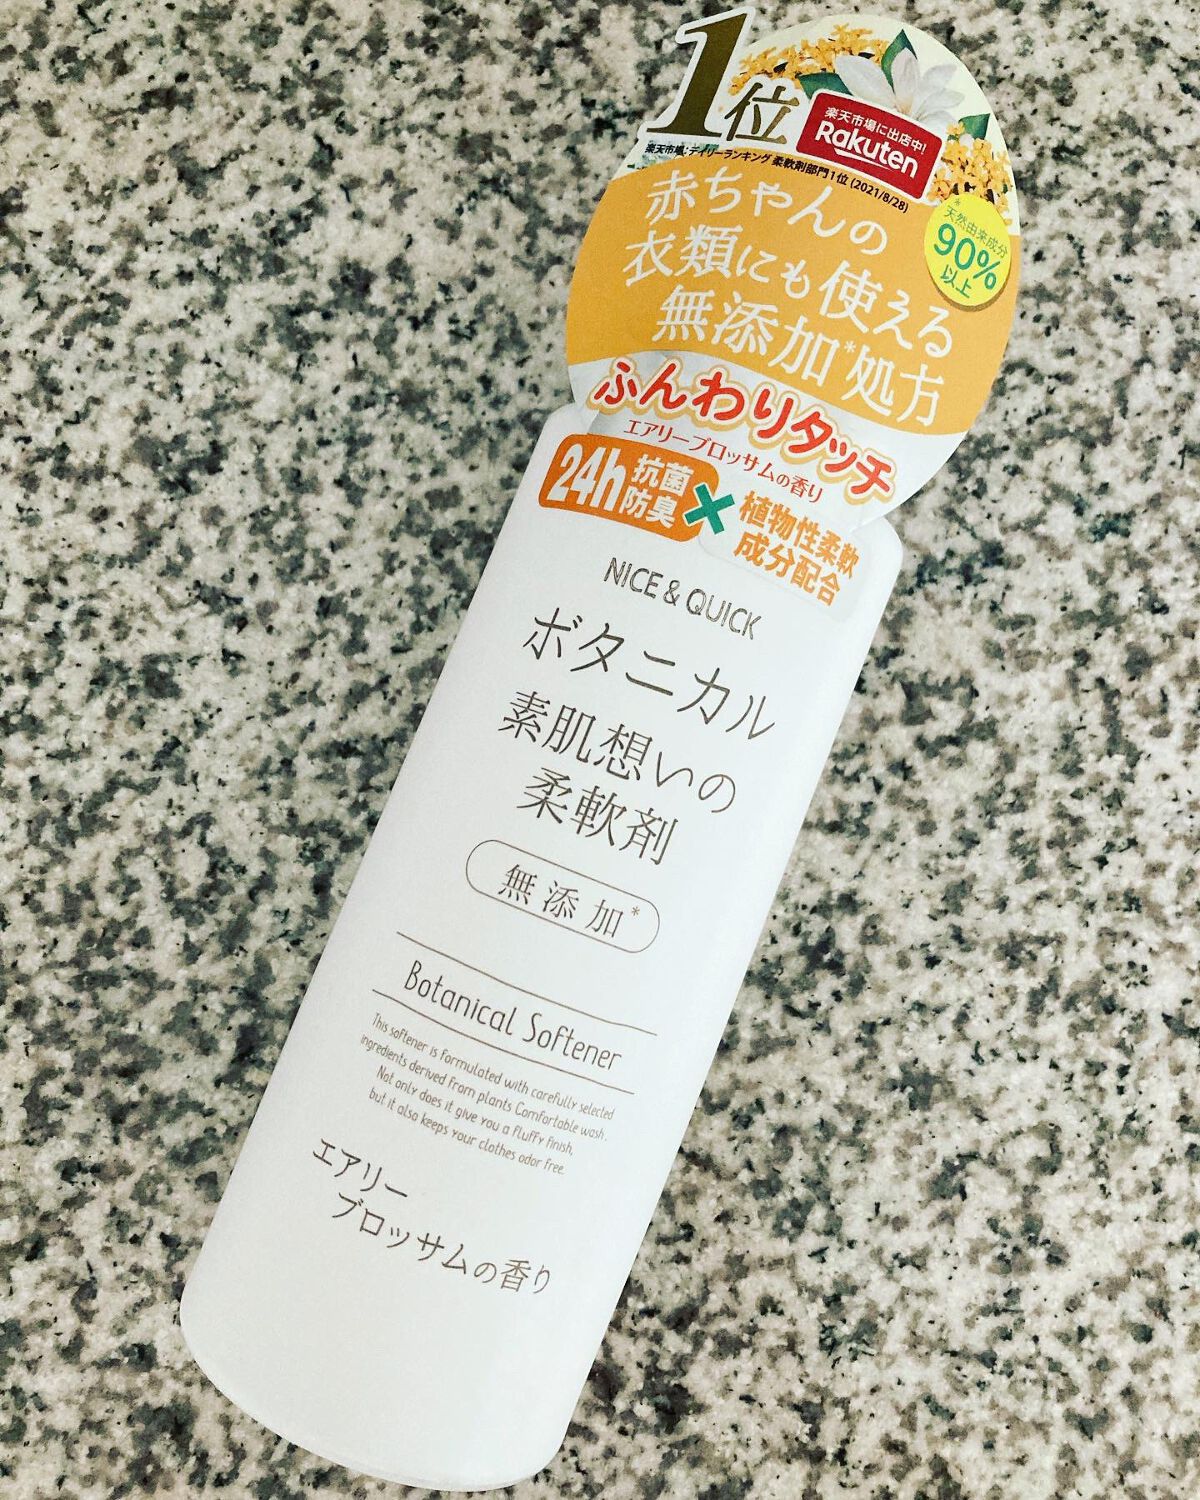 1位
楽天市場に出店中!
Rakuten
楽天市場:デイリーランキング 柔軟剤部門1位 (2021/8/28)
赤ちゃんの
衣類にも使える
無添加*処方
*
天然由来成分
90%
以上
ふんわりタッチ
エアリーブロッサムの香り
24h 抗菌
防臭
×
植物性柔軟
成分配合
NICE & QUICK
ボタニカル
素肌想いの
柔軟剤
無添加*
Botanical Softener
This softener is formulated with carefully selected
ingredients derived from plants Comfortable wash.
Not only does it give you a fluffy finish,
but it also keeps your clothes odor free.
エアリー
ブロッサムの香り